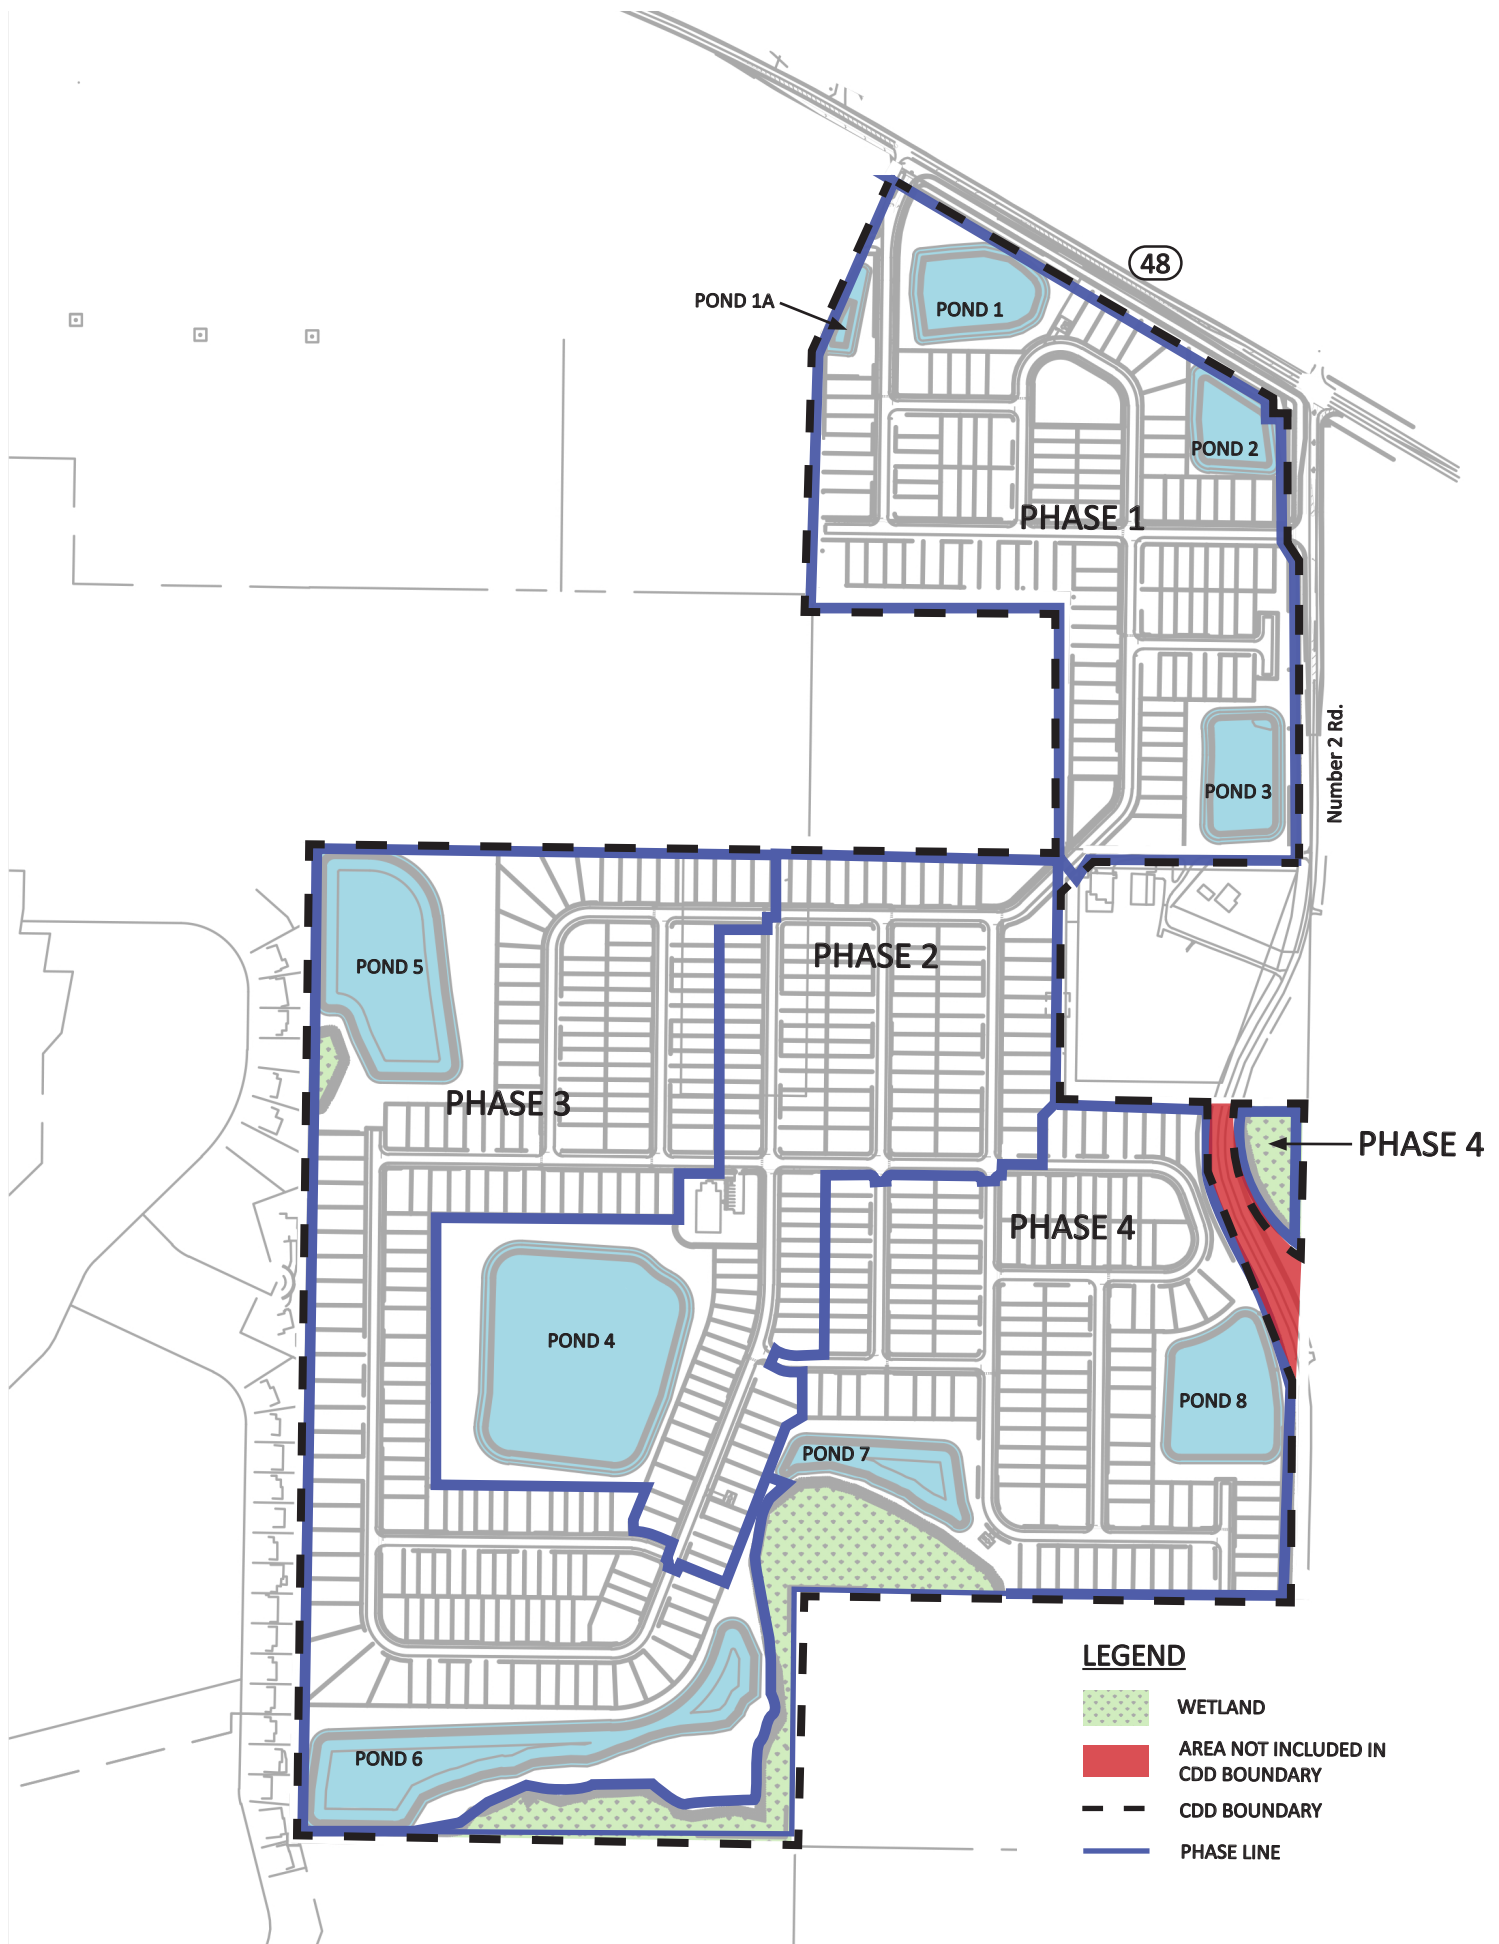 48
POND 1A
POND 1
POND 2
PHASE 1
Number 2 Rd.
POND 3
PHASE 2
POND 5
PHASE 3
PHASE 4
PHASE 4
POND 4
POND 8
POND 7
POND 6
LEGEND
WETLAND
AREA NOT INCLUDED IN
CDD BOUNDARY
CDD BOUNDARY
PHASE LINE